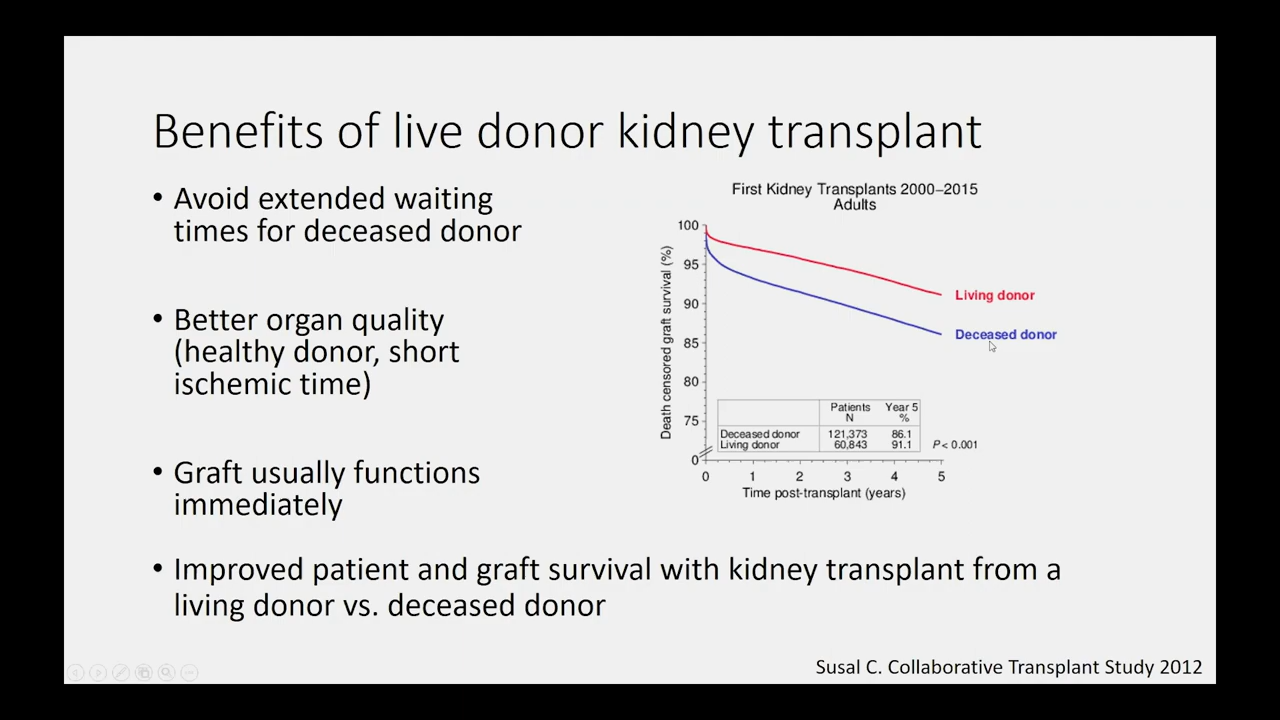 Benefits of live donor kidney transplant
• Avoid extended waiting
times for deceased donor
• Better organ quality
(healthy donor, short
ischemic time)
• Graft usually functions
immediately
• Improved patient and graft survival with kidney transplant from a
living donor vs. deceased donor
First Kidney Transplants 2000–2015
Adults
Death censored graft survival (%)
100
95
90
85
80
75
0
Living donor
Deceased donor
Patients Year 5
N %
Deceased donor 121,373 86.1
Living donor 60,843 91.1
P < 0.001
0 1 2 3 4 5
Time post-transplant (years)
Susal C. Collaborative Transplant Study 2012